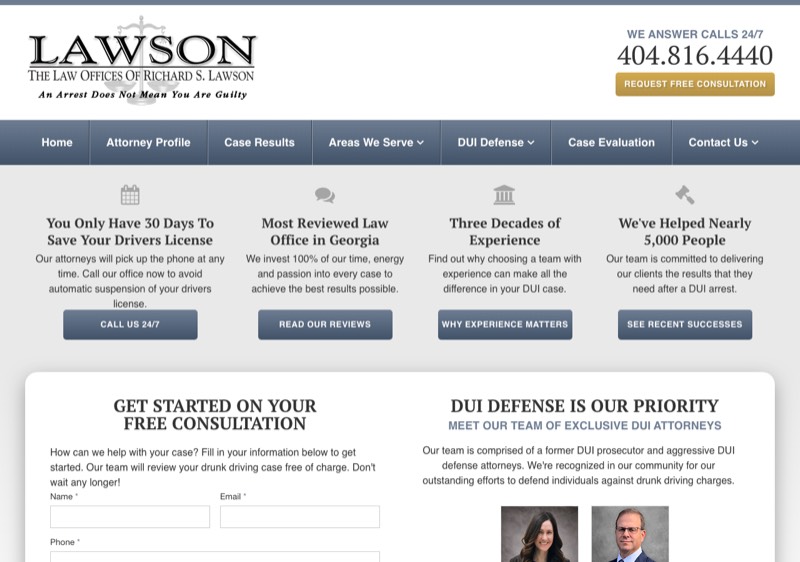 LAWSON
THE LAW OFFICES OF RICHARD S. LAWSON
An Arrest Does Not Mean You Are Guilty
WE ANSWER CALLS 24/7
404.816.4440
REQUEST FREE CONSULTATION
Home
Attorney Profile
Case Results
Areas We Serve
DUI Defense
Case Evaluation
Contact Us
You Only Have 30 Days To
Save Your Drivers License
Our attorneys will pick up the phone at any
time. Call our office now to avoid
automatic suspension of your drivers
license.
CALL US 24/7
Most Reviewed Law
Office in Georgia
We invest 100% of our time, energy
and passion into every case to
achieve the best results possible.
READ OUR REVIEWS
Three Decades of
Experience
Find out why choosing a team with
experience can make all the
difference in your DUI case.
WHY EXPERIENCE MATTERS
We've Helped Nearly
5,000 People
Our team is committed to delivering
our clients the results that they
need after a DUI arrest.
SEE RECENT SUCCESSES
GET STARTED ON YOUR
FREE CONSULTATION
How can we help with your case? Fill in your information below to get
started. Our team will review your drunk driving case free of charge. Don't
wait any longer!
Name *
Email *
Phone *
DUI DEFENSE IS OUR PRIORITY
MEET OUR TEAM OF EXCLUSIVE DUI ATTORNEYS
Our team is comprised of a former DUI prosecutor and aggressive DUI
defense attorneys. We're recognized in our community for our
outstanding efforts to defend individuals against drunk driving charges.